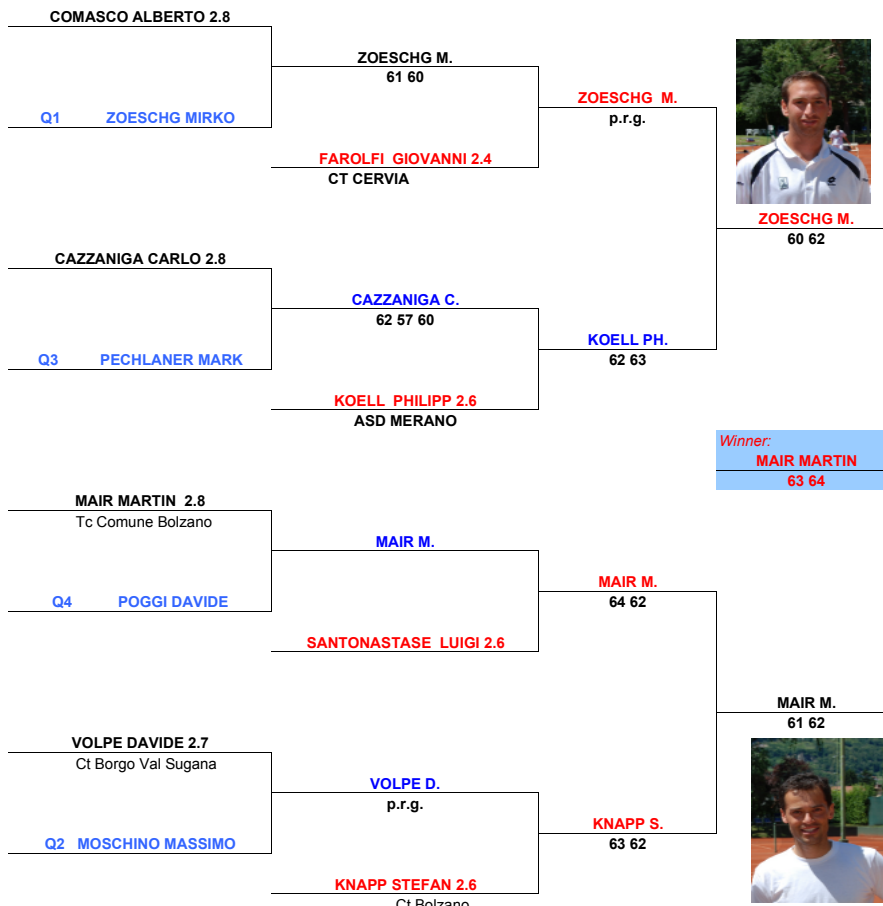 COMASCO ALBERTO 2.8
ZOESCHG M.
61 60
ZOESCHG M.
p.r.g.
Q1 ZOESCHG MIRKO
FAROLFI GIOVANNI 2.4
CT CERVIA
ZOESCHG M.
60 62
CAZZANIGA CARLO 2.8
CAZZANIGA C.
62 57 60
KOELL PH.
62 63
Q3 PECHLANER MARK
KOELL PHILIPP 2.6
ASD MERANO
Winner:
MAIR MARTIN
63 64
MAIR MARTIN 2.8
Tc Comune Bolzano
MAIR M.
MAIR M.
64 62
Q4 POGGI DAVIDE
SANTONASTASE LUIGI 2.6
MAIR M.
61 62
VOLPE DAVIDE 2.7
Ct Borgo Val Sugana
VOLPE D.
p.r.g.
KNAPP S.
63 62
Q2 MOSCHINO MASSIMO
KNAPP STEFAN 2.6
Ct Bolzano